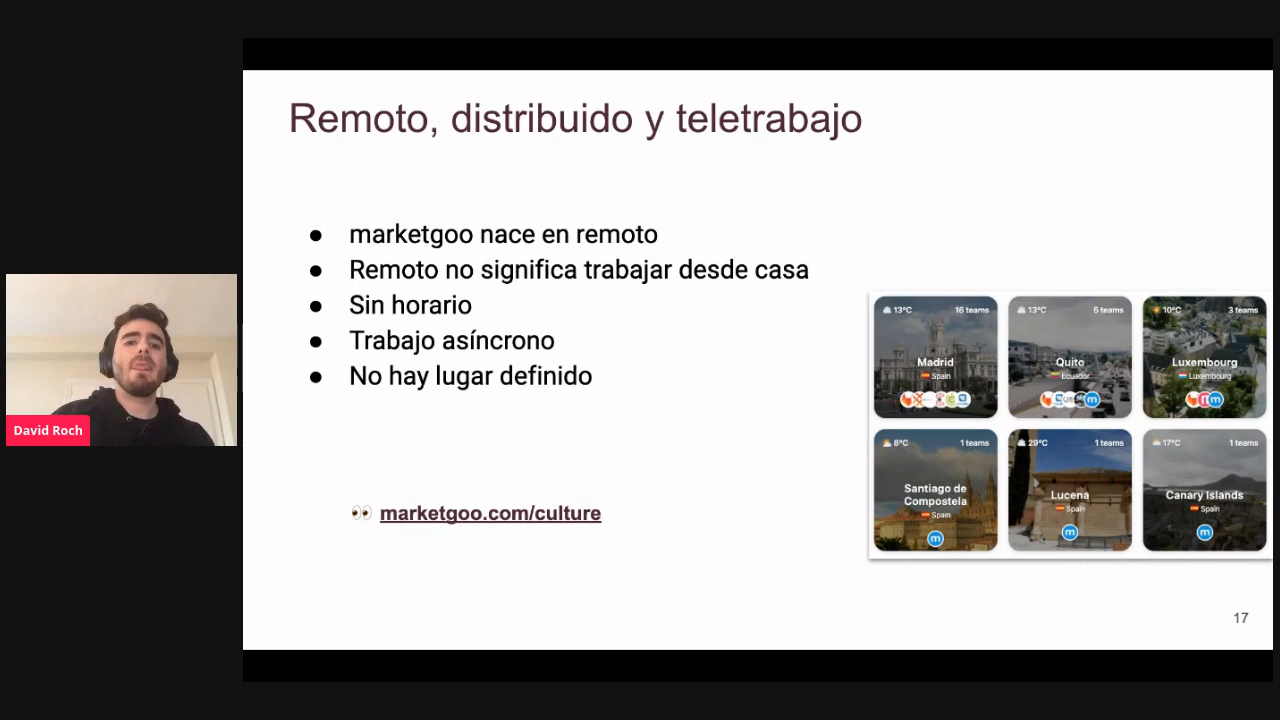 Remoto, distribuido y teletrabajo
● marketgoo nace en remoto
● Remoto no significa trabajar desde casa
● Sin horario
● Trabajo asíncrono
● No hay lugar definido
👀 marketgoo.com/culture
13°C 16 teams
Madrid
Spain
13°C 5 teams
Quito
Ecuador
10°C 3 teams
Luxembourg
Luxembourg
8°C 1 teams
Santiago de
Compostela
Spain
29°C 1 teams
Lucena
Spain
17°C 1 teams
Canary Islands
Spain
17
David Roch